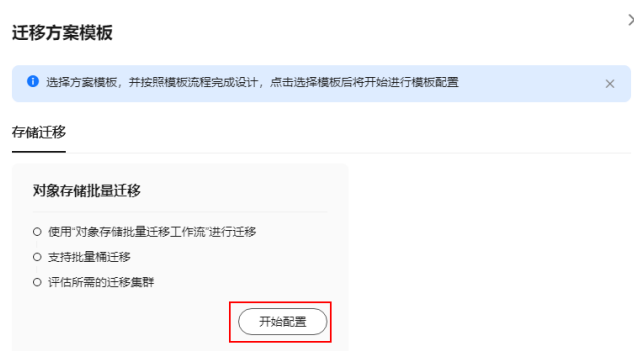 迁移方案模板
选择方案模板，并按照模板流程完成设计，点击选择模板后将开始进行模板配置
存储迁移
对象存储批量迁移
使用“对象存储批量迁移工作流”进行迁移
支持批量桶迁移
评估所需的迁移集群
开始配置